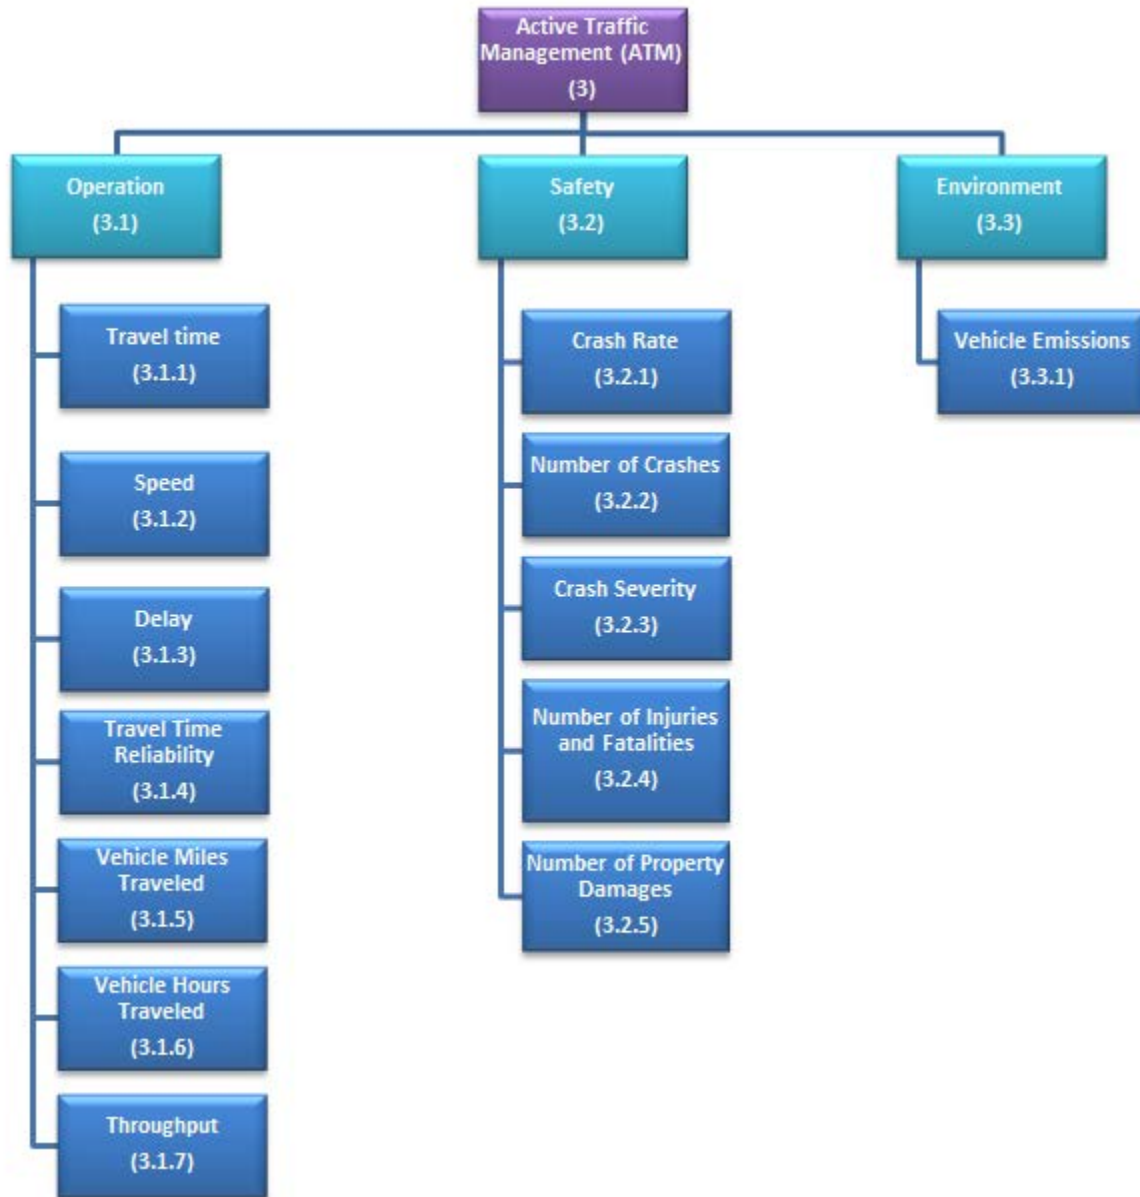 Active Traffic
Management (ATM)
(3)
Operation
(3.1)
Travel time
(3.1.1)
Speed
(3.1.2)
Delay
(3.1.3)
Travel Time
Reliability
(3.1.4)
Vehicle Miles
Traveled
(3.1.5)
Vehicle Hours
Traveled
(3.1.6)
Throughput
(3.1.7)
Safety
(3.2)
Crash Rate
(3.2.1)
Number of Crashes
(3.2.2)
Crash Severity
(3.2.3)
Number of Injuries
and Fatalities
(3.2.4)
Number of Property
Damages
(3.2.5)
Environment
(3.3)
Vehicle Emissions
(3.3.1)